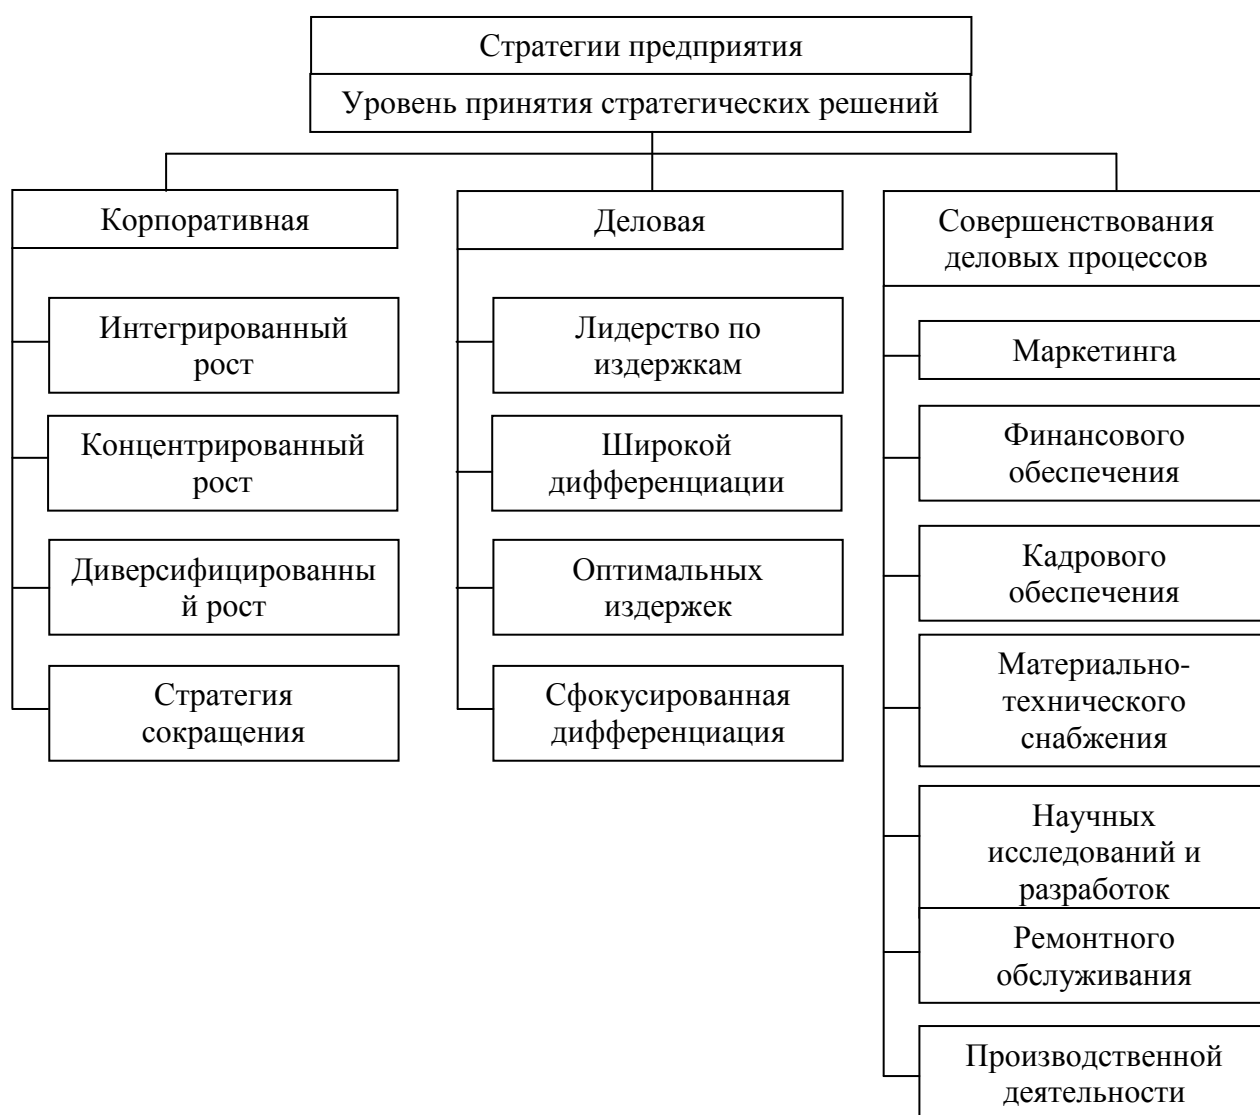 Стратегии предприятия
Уровень принятия стратегических решений
Корпоративная
Интегрированный
рост
Концентрированный
рост
Диверсифицированны
й рост
Стратегия
сокращения
Деловая
Лидерство по
издержкам
Широкой
дифференциации
Оптимальных
издержек
Сфокусированная
дифференциация
Совершенствования
деловых процессов
Маркетинга
Финансового
обеспечения
Кадрового
обеспечения
Материально-
технического
снабжения
Научных
исследований и
разработок
Ремонтного
обслуживания
Производственной
деятельности